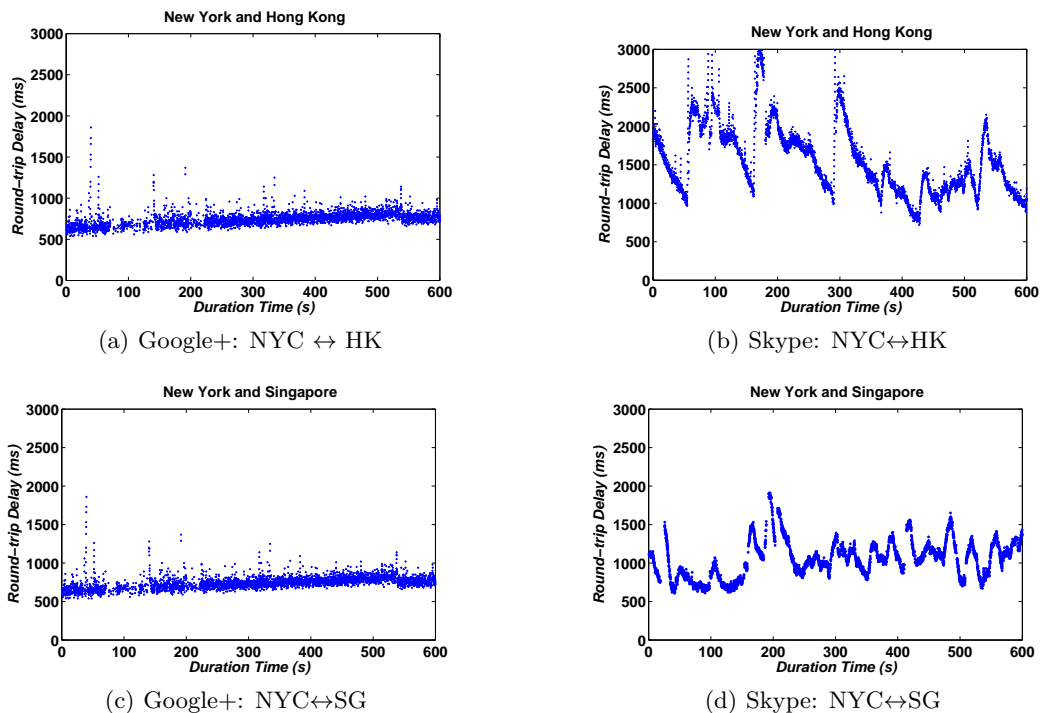 New York and Hong Kong
3000
2500
2000
1500
1000
500
0
Round-trip Delay (ms)
0 100 200 300 400 500 600
Duration Time (s)
(a) Google+: NYC ↔ HK
New York and Hong Kong
3000
2500
2000
1500
1000
500
0
Round-trip Delay (ms)
0 100 200 300 400 500 600
Duration Time (s)
(b) Skype: NYC↔HK
New York and Singapore
3000
2500
2000
1500
1000
500
0
Round-trip Delay (ms)
0 100 200 300 400 500 600
Duration Time (s)
(c) Google+: NYC↔SG
New York and Singapore
3000
2500
2000
1500
1000
500
0
Round-trip Delay (ms)
0 100 200 300 400 500 600
Duration Time (s)
(d) Skype: NYC↔SG